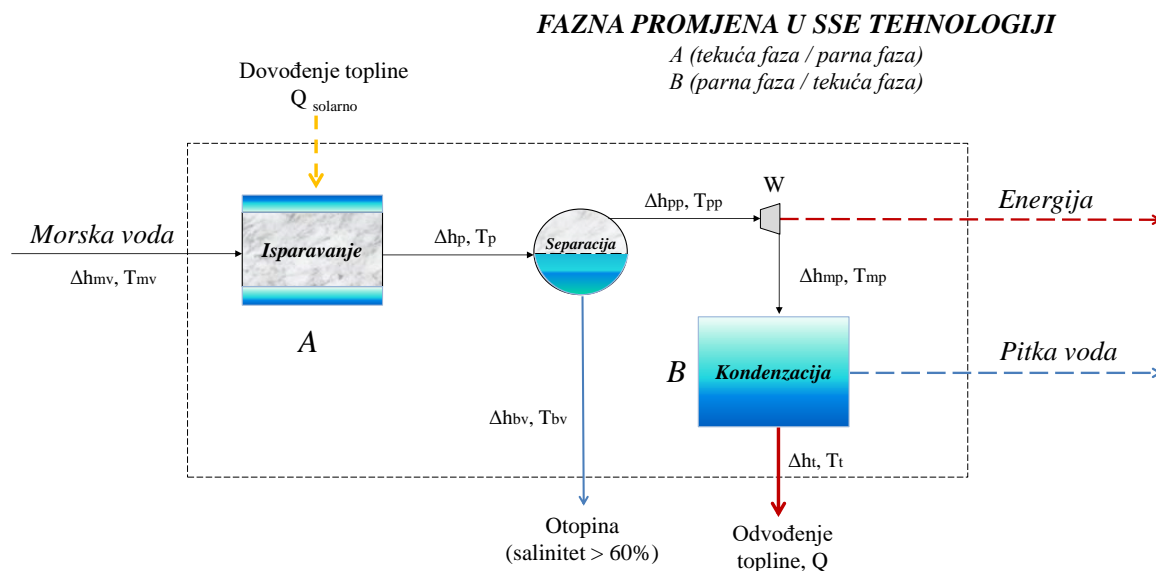 FAZNA PROMJENA U SSE TEHNOLOGIJI
A (tekuća faza / parna faza)
B (parna faza / tekuća faza)
Dovođenje topline
Q solarno
W
Δhpp, Tpp
Energija
Morska voda
Isparavanje
Δhp, Tp
Separacija
Δhmv, Tmv
Δhmp, Tmp
A
B
Kondenzacija
Pitka voda
Δhbv, Tbv
Δht, Tt
Otopina
(salinitet > 60%)
Odvođenje
topline, Q